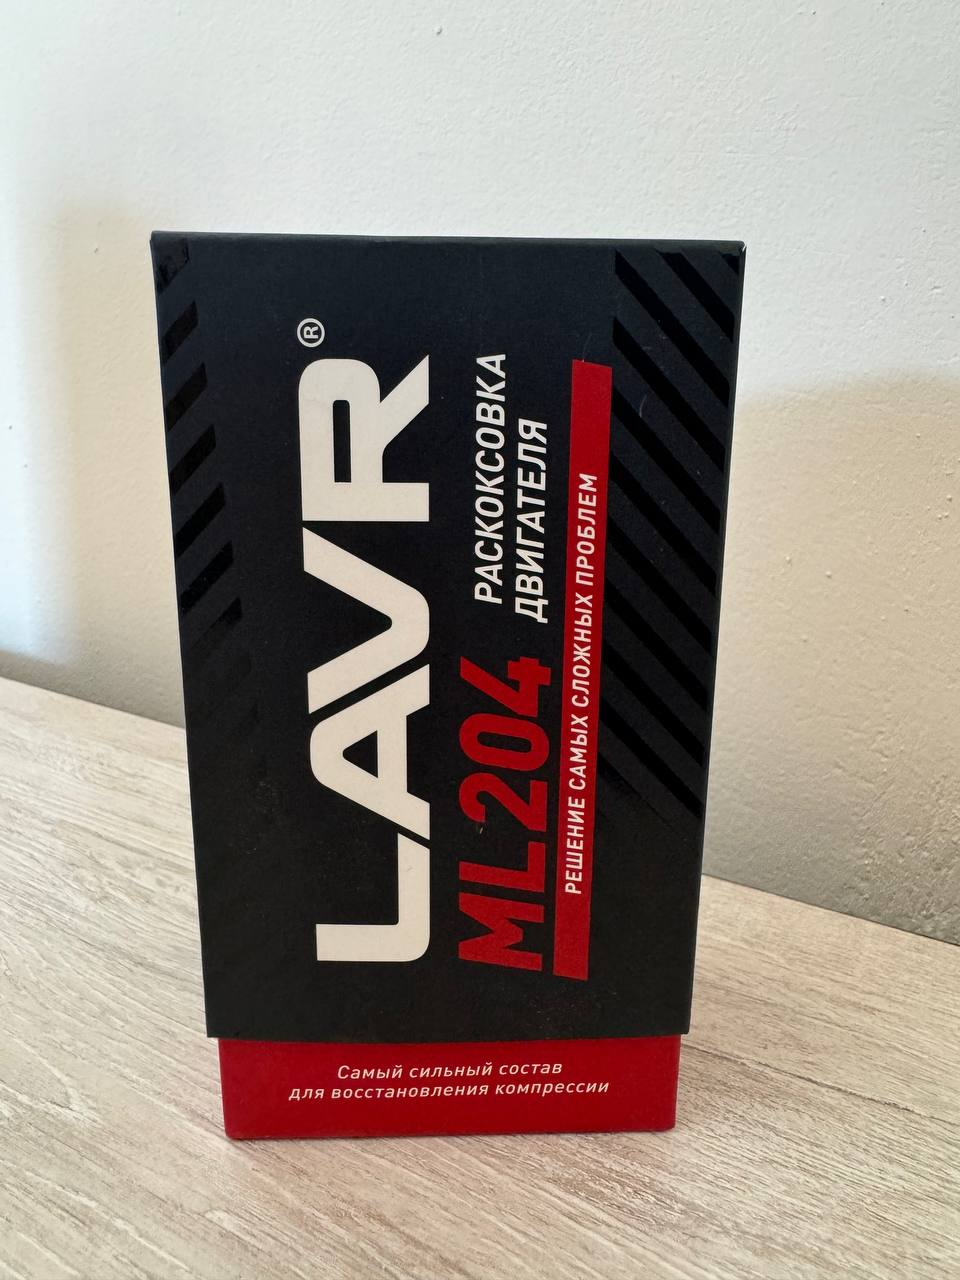 LAVR®
ML204
РАСКОКСОВКА
ДВИГАТЕЛЯ
РЕШЕНИЕ САМЫХ СЛОЖНЫХ ПРОБЛЕМ
Самый сильный состав
для восстановления компрессии